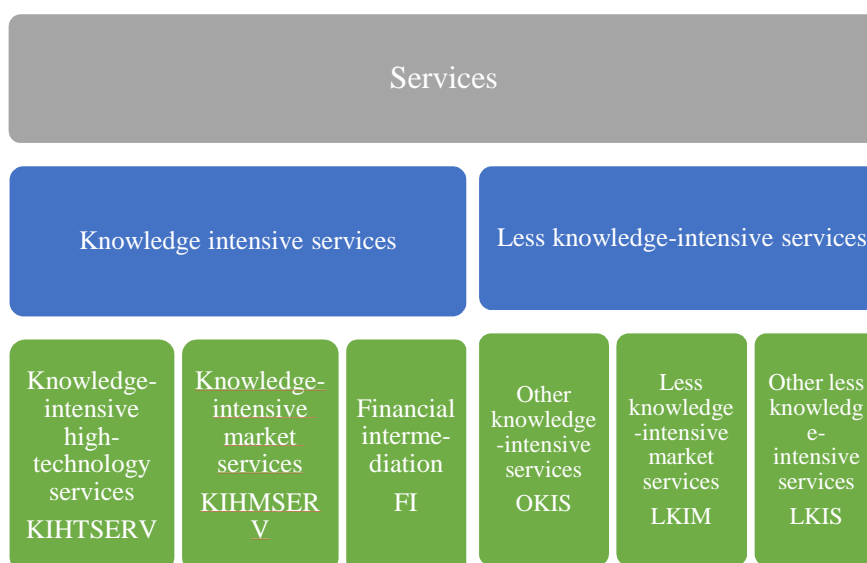 Services
Knowledge intensive services
Less knowledge-intensive services
Knowledge-
intensive
high-
technology
services
KIHTSERV
Knowledge-
intensive
market
services
KIHMSER
V
Financial
interme-
diation
FI
Other
knowledge
-intensive
services
OKIS
Less
knowledge
-intensive
market
services
LKIM
Other less
knowledg
e-
intensive
services
LKIS